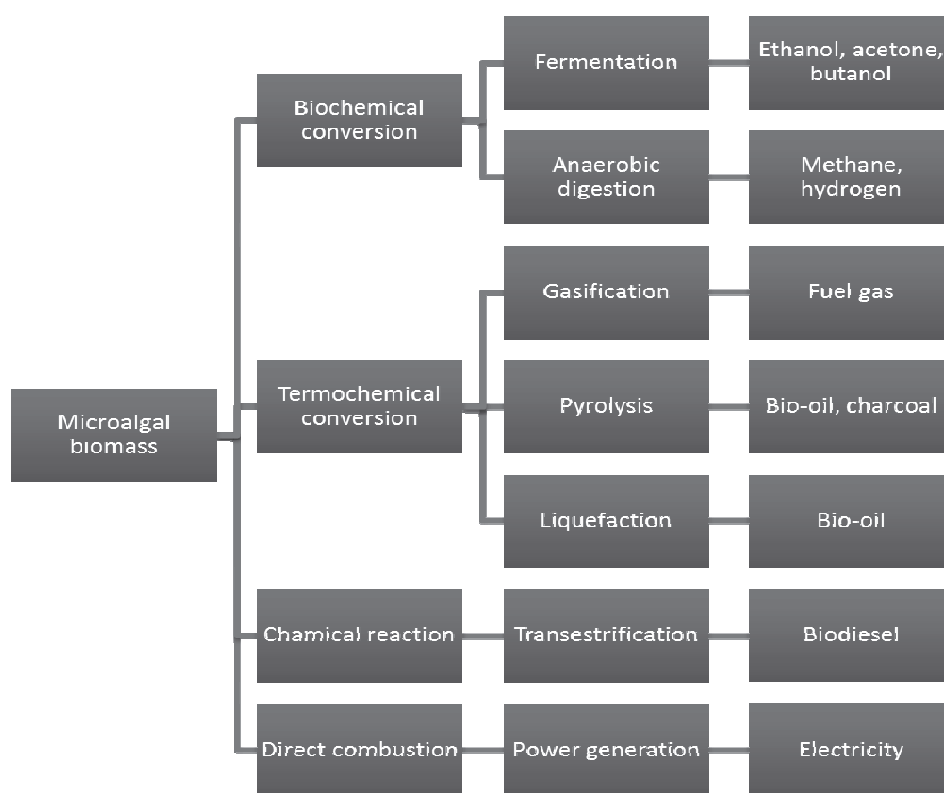 Fermentation
Ethanol, acetone,
butanol
Biochemical
conversion
Anaerobic
digestion
Methane,
hydrogen
Gasification
Fuel gas
Termochemical
conversion
Pyrolysis
Bio-oil, charcoal
Microalgal
biomass
Liquefaction
Bio-oil
Chamical reaction
Transestrification
Biodiesel
Direct combustion
Power generation
Electricity